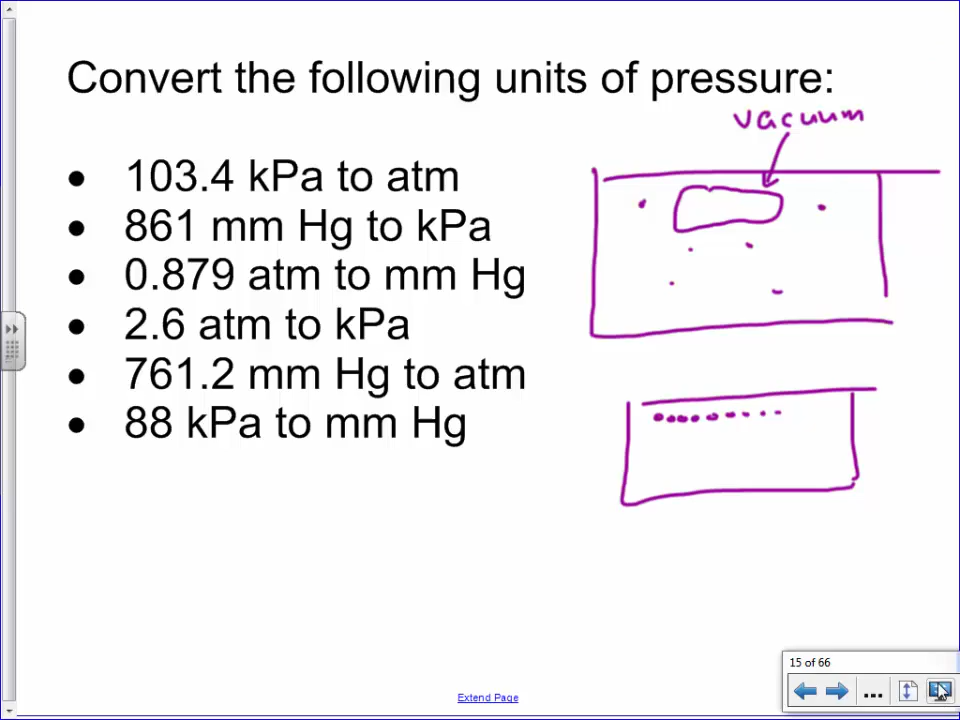 Convert the following units of pressure:
vacuum
• 103.4 kPa to atm
• 861 mm Hg to kPa
• 0.879 atm to mm Hg
• 2.6 atm to kPa
• 761.2 mm Hg to atm
• 88 kPa to mm Hg
15 of 66
Extend Page